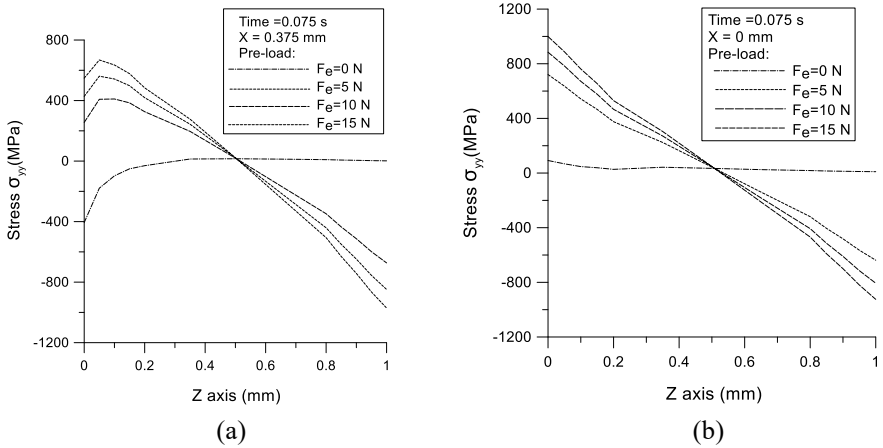 Time =0.075 s
X = 0.375 mm
Pre-load:
Fe=0 N
Fe=5 N
Fe=10 N
Fe=15 N
800
400
0
-400
-800
-1200
Stress σyy(MPa)
0
0.2
0.4
0.6
0.8
1
Z axis (mm)
(a)
Time =0.075 s
X = 0 mm
Pre-load:
Fe=0 N
Fe=5 N
Fe=10 N
Fe=15 N
1200
800
400
0
-400
-800
-1200
Stress σyy(MPa)
0
0.2
0.4
0.6
0.8
1
Z axis (mm)
(b)